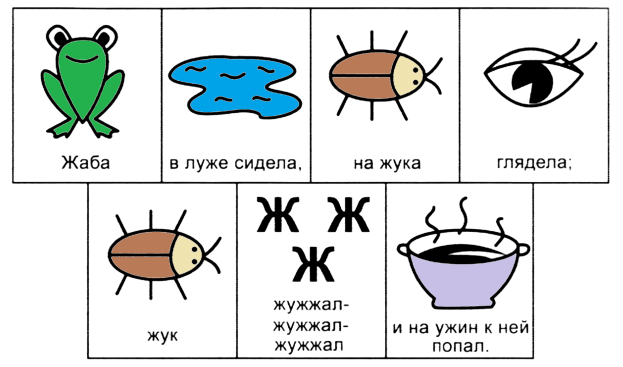 Жаба
в луже сидела,
на жука
глядела;
жук
Ж Ж
Ж
жужжал-
жужжал-
жужжал
и на ужин к ней
попал.